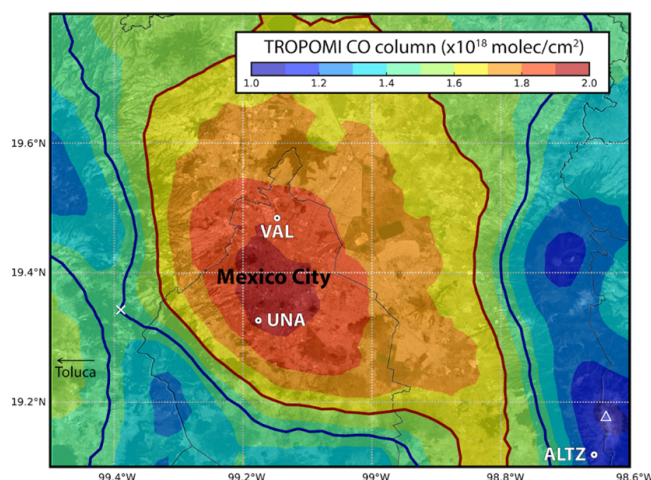 TROPOMI CO column (x10¹⁸ molec/cm²)
1.0 1.2 1.4 1.6 1.8 2.0
19.6°N
VAL
19.4°N
Mexico City
UNA
Toluca
19.2°N
ALTZ
99.4°W 99.2°W 99°W 98.8°W 98.6°W